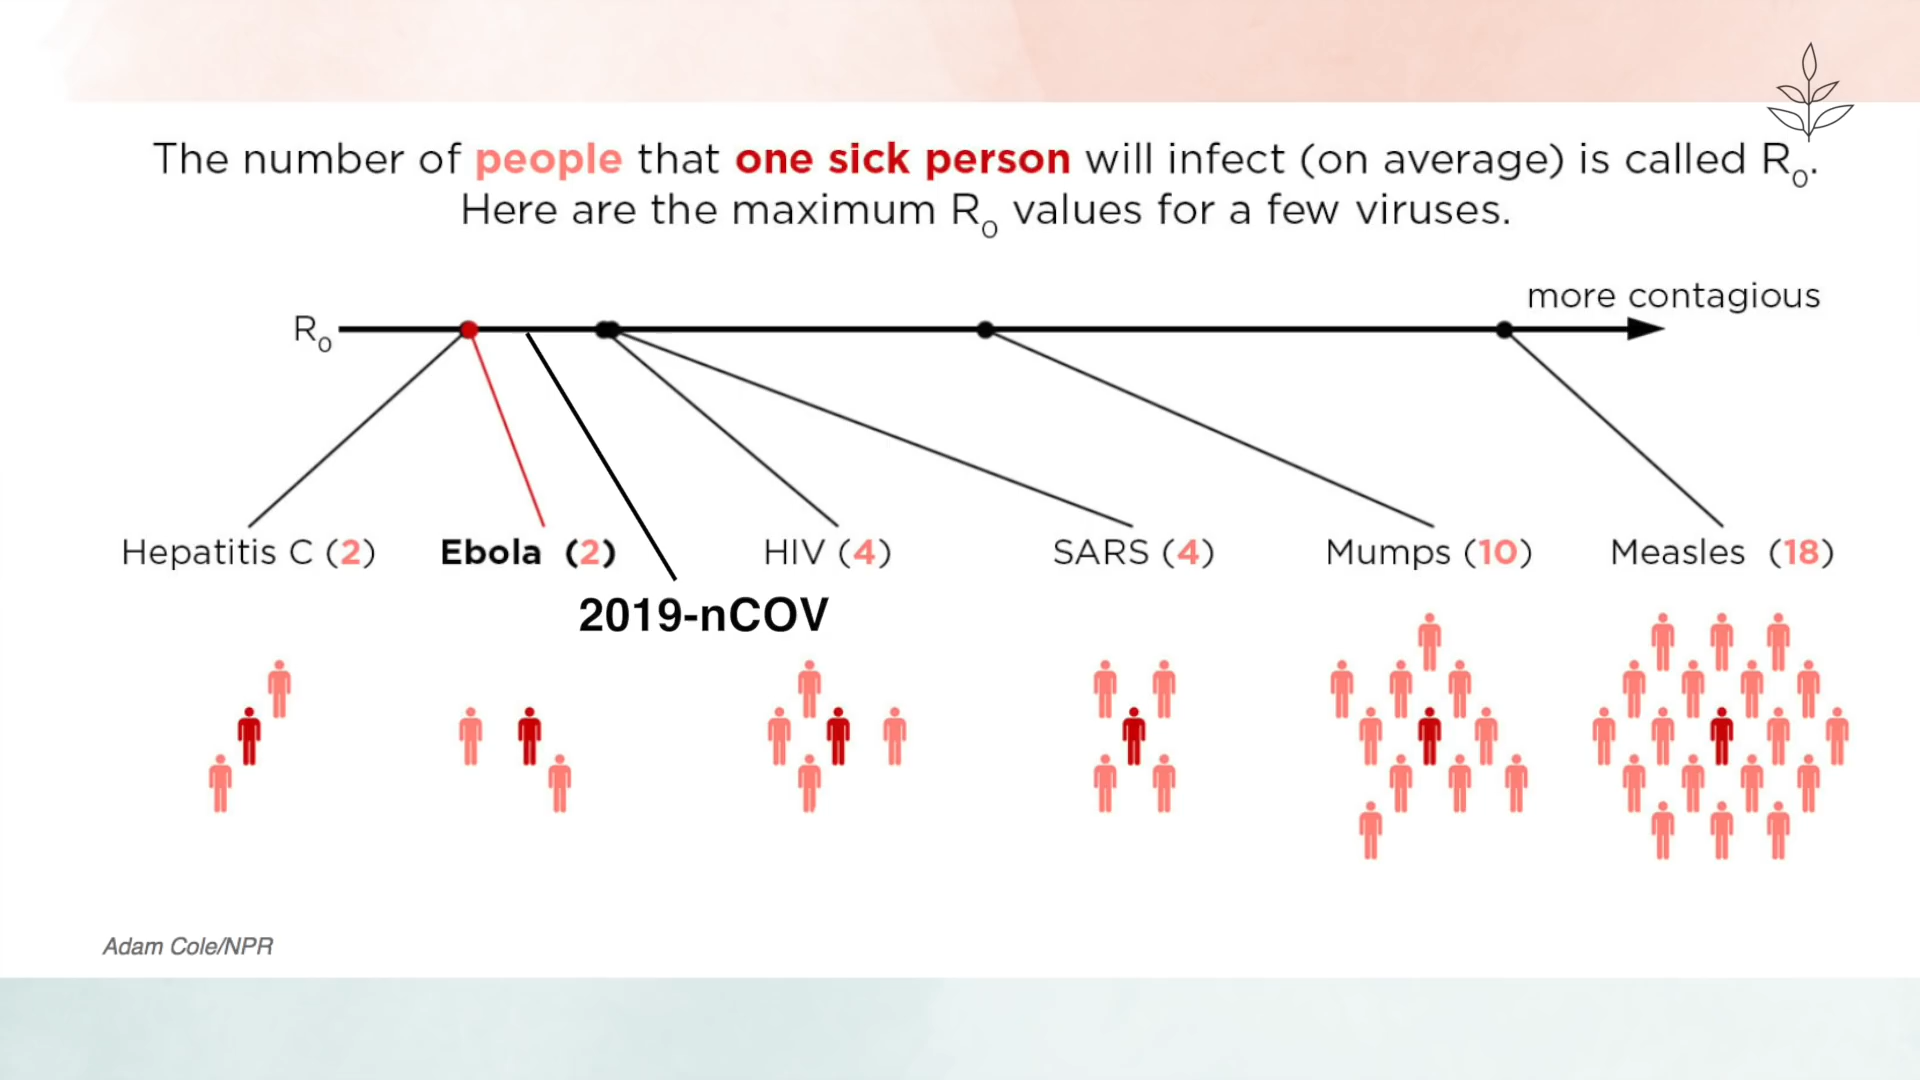 The number of people that one sick person will infect (on average) is called R₀.
Here are the maximum R₀ values for a few viruses.
more contagious
R₀
Hepatitis C (2)
Ebola (2)
HIV (4)
SARS (4)
Mumps (10)
Measles (18)
2019-nCOV
Adam Cole/NPR